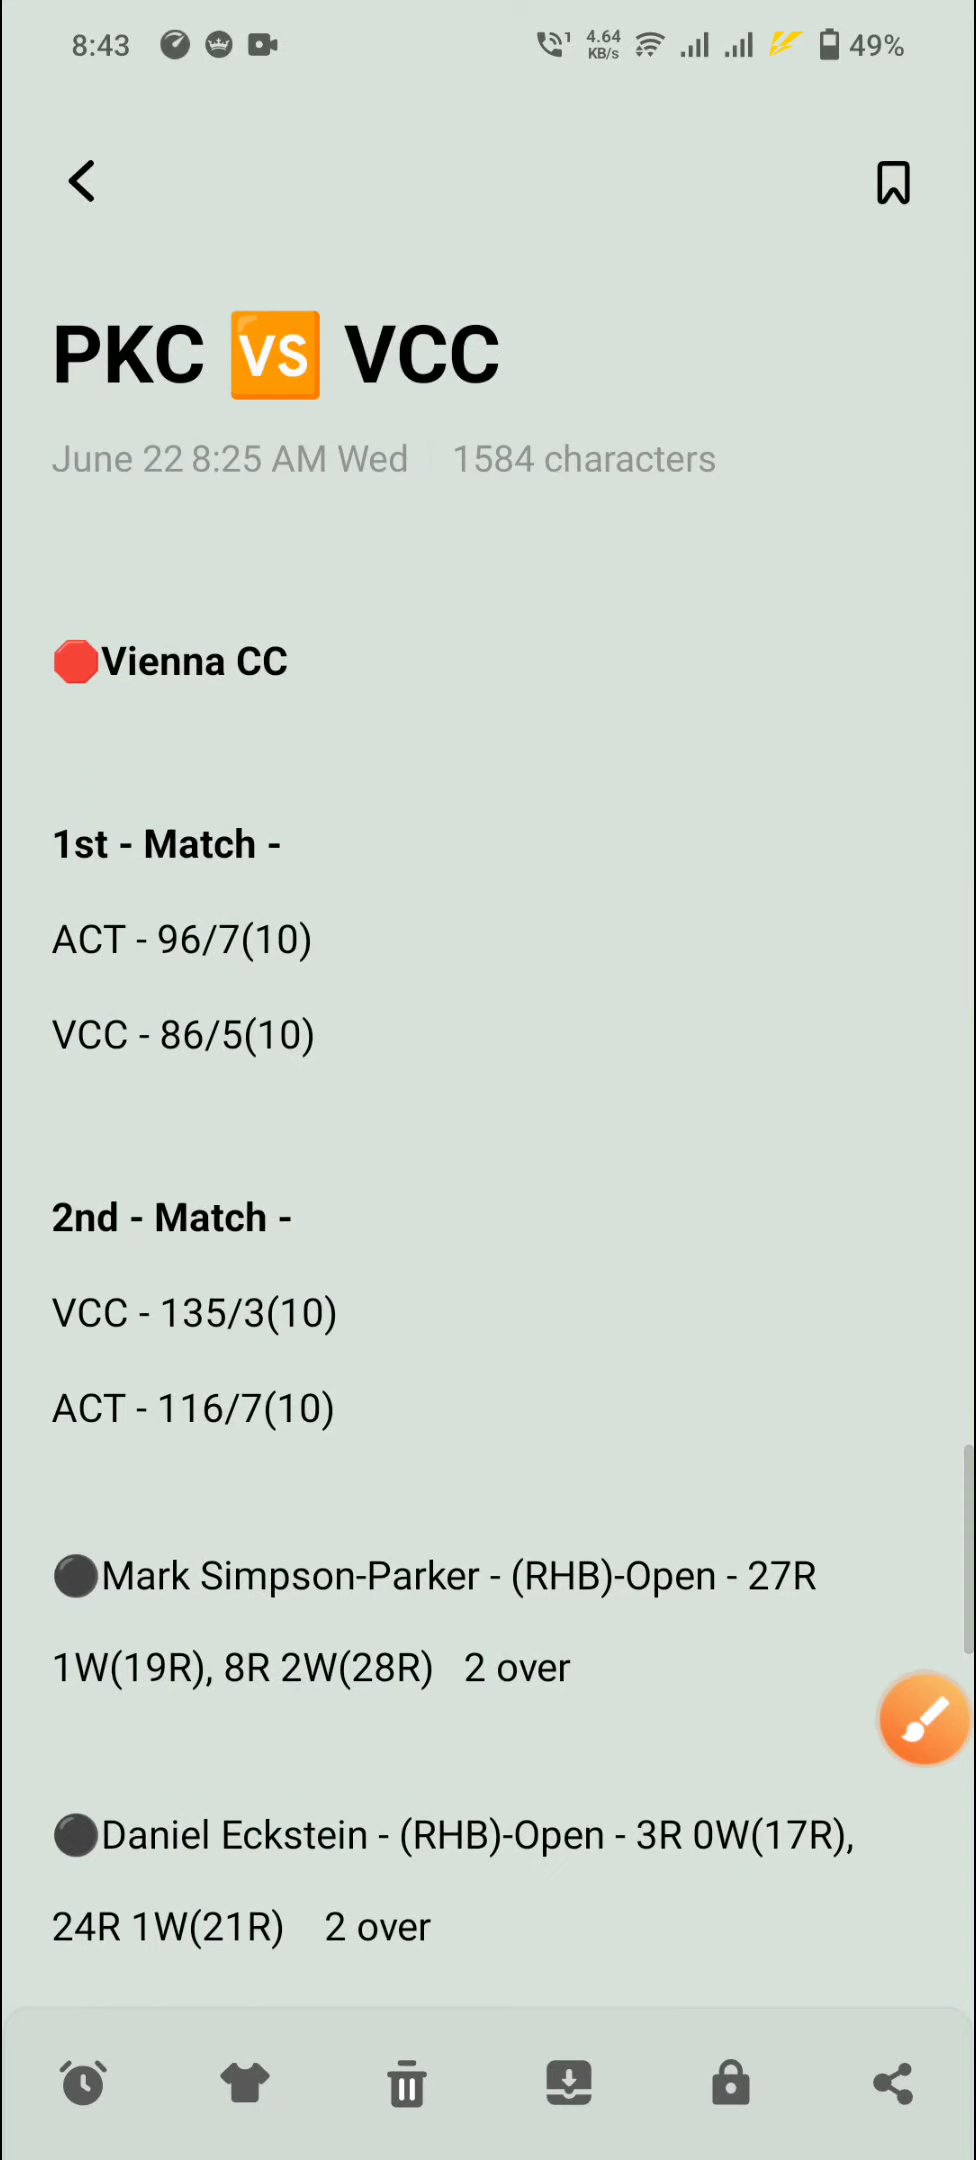 8:43 1 4.64 KB/s 49%
PKC 🆚 VCC
June 22 8:25 AM Wed 1584 characters
🛑Vienna CC
1st - Match -
ACT - 96/7(10)
VCC - 86/5(10)
2nd - Match -
VCC - 135/3(10)
ACT - 116/7(10)
⚫Mark Simpson-Parker - (RHB)-Open - 27R
1W(19R), 8R 2W(28R) 2 over
⚫Daniel Eckstein - (RHB)-Open - 3R 0W(17R),
24R 1W(21R) 2 over